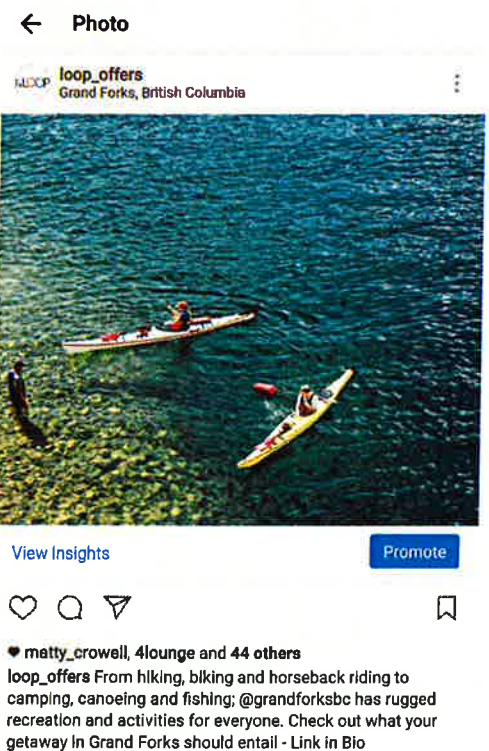 Photo
LOOP
loop_offers
Grand Forks, British Columbia
View Insights
Promote
matty_crowell, 4lounge and 44 others
loop_offers From hiking, biking and horseback riding to
camping, canoeing and fishing; @grandforksbc has rugged
recreation and activities for everyone. Check out what your
getaway in Grand Forks should entail - Link in Bio